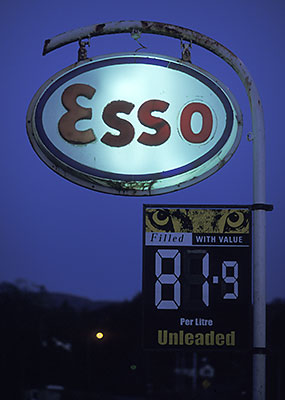 Esso
Filled WITH VALUE
81.9
Per Litre
Unleaded